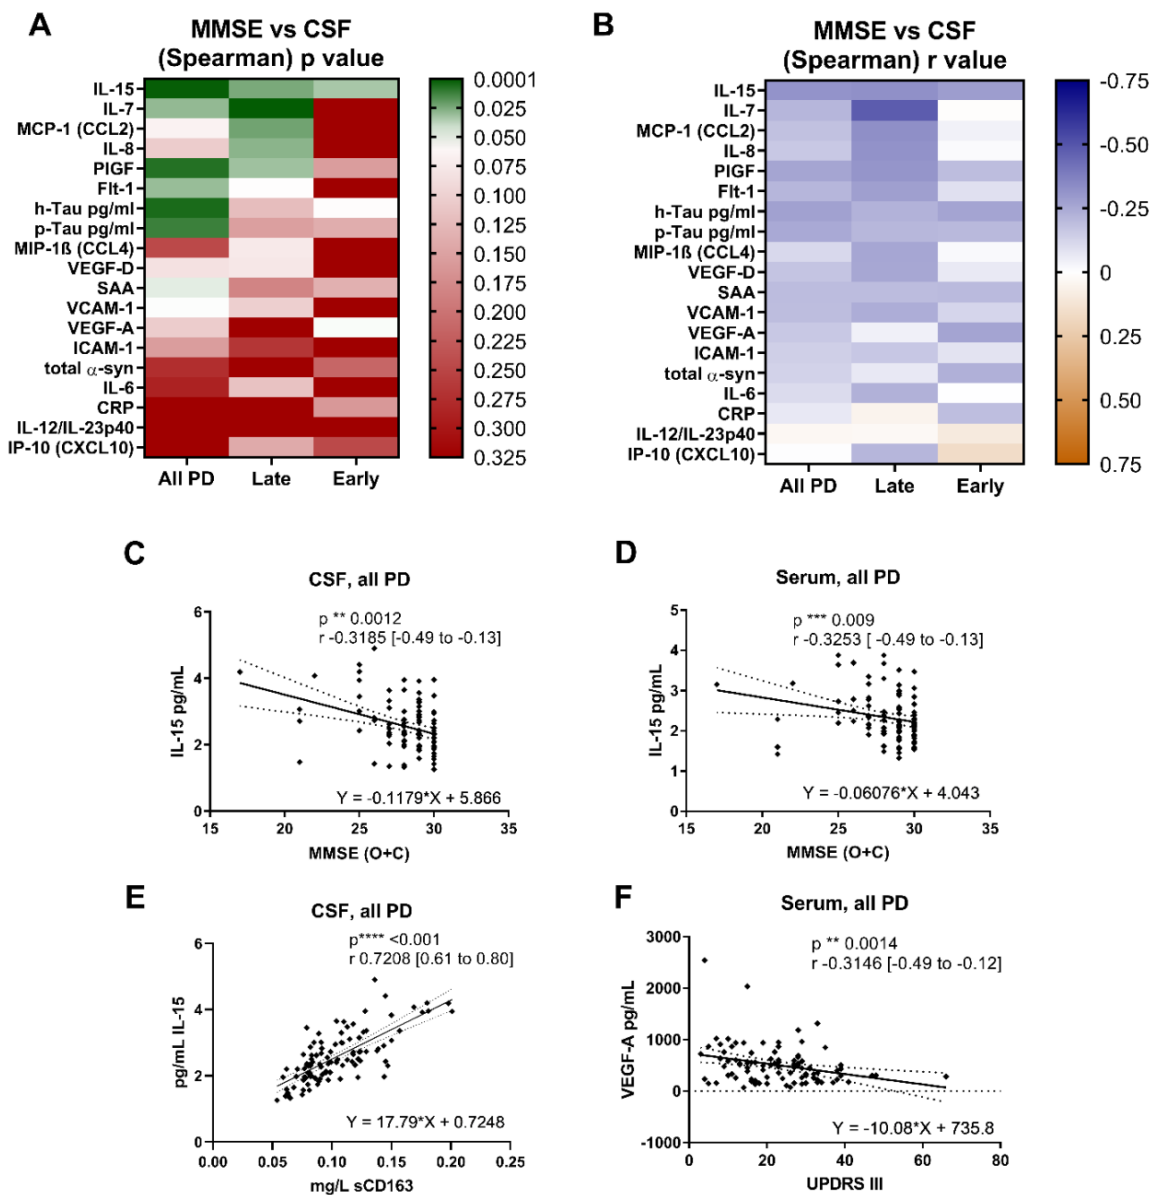 A
MMSE vs CSF
(Spearman) p value
IL-15
IL-7
MCP-1 (CCL2)
IL-8
PlGF
Flt-1
h-Tau pg/ml
p-Tau pg/ml
MIP-1ß (CCL4)
VEGF-D
SAA
VCAM-1
VEGF-A
ICAM-1
total α-syn
IL-6
CRP
IL-12/IL-23p40
IP-10 (CXCL10)
All PD Late Early
0.0001
0.025
0.050
0.075
0.100
0.125
0.150
0.175
0.200
0.225
0.250
0.275
0.300
0.325
B
MMSE vs CSF
(Spearman) r value
IL-15
IL-7
MCP-1 (CCL2)
IL-8
PlGF
Flt-1
h-Tau pg/ml
p-Tau pg/ml
MIP-1ß (CCL4)
VEGF-D
SAA
VCAM-1
VEGF-A
ICAM-1
total α-syn
IL-6
CRP
IL-12/IL-23p40
IP-10 (CXCL10)
All PD Late Early
-0.75
-0.50
-0.25
0
0.25
0.50
0.75
C
CSF, all PD
p ** 0.0012
r -0.3185 [-0.49 to -0.13]
IL-15 pg/mL
6
4
2
0
Y = -0.1179*X + 5.866
15 20 25 30 35
MMSE (O+C)
D
Serum, all PD
p *** 0.009
r -0.3253 [ -0.49 to -0.13]
IL-15 pg/mL
5
4
3
2
1
0
Y = -0.06076*X + 4.043
15 20 25 30 35
MMSE (O+C)
E
CSF, all PD
p**** <0.001
r 0.7208 [0.61 to 0.80]
pg/mL IL-15
6
4
2
0
Y = 17.79*X + 0.7248
0.00 0.05 0.10 0.15 0.20 0.25
mg/L sCD163
F
Serum, all PD
p ** 0.0014
r -0.3146 [-0.49 to -0.12]
VEGF-A pg/mL
3000
2000
1000
0
-1000
Y = -10.08*X + 735.8
0 20 40 60 80
UPDRS III